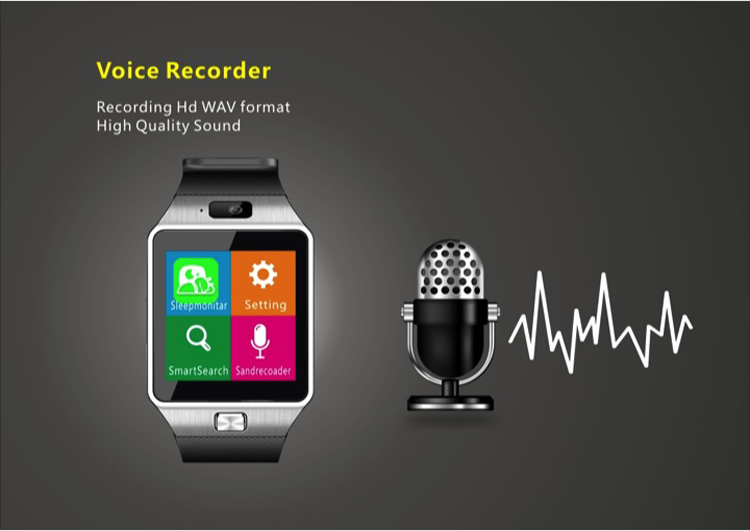 Voice Recorder
Recording Hd WAV format
High Quality Sound
Sleepmonitar
Setting
SmartSearch
Sandrecoader